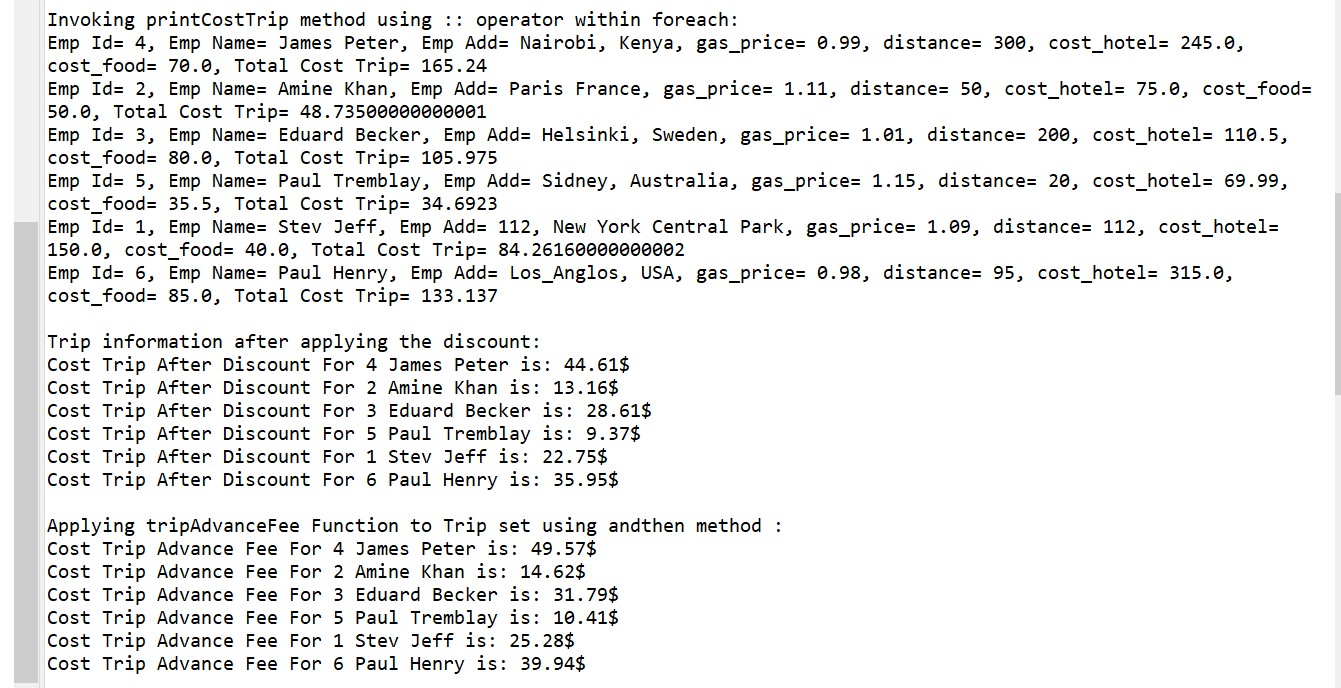 Invoking printCostTrip method using :: operator within foreach:
Emp Id= 4, Emp Name= James Peter, Emp Add= Nairobi, Kenya, gas_price= 0.99, distance= 300, cost_hotel= 245.0,
cost_food= 70.0, Total Cost Trip= 165.24
Emp Id= 2, Emp Name= Amine Khan, Emp Add= Paris France, gas_price= 1.11, distance= 50, cost_hotel= 75.0, cost_food=
50.0, Total Cost Trip= 48.73500000000001
Emp Id= 3, Emp Name= Eduard Becker, Emp Add= Helsinki, Sweden, gas_price= 1.01, distance= 200, cost_hotel= 110.5,
cost_food= 80.0, Total Cost Trip= 105.975
Emp Id= 5, Emp Name= Paul Tremblay, Emp Add= Sidney, Australia, gas_price= 1.15, distance= 20, cost_hotel= 69.99,
cost_food= 35.5, Total Cost Trip= 34.6923
Emp Id= 1, Emp Name= Stev Jeff, Emp Add= 112, New York Central Park, gas_price= 1.09, distance= 112, cost_hotel=
150.0, cost_food= 40.0, Total Cost Trip= 84.26160000000002
Emp Id= 6, Emp Name= Paul Henry, Emp Add= Los_Anglos, USA, gas_price= 0.98, distance= 95, cost_hotel= 315.0,
cost_food= 85.0, Total Cost Trip= 133.137
Trip information after applying the discount:
Cost Trip After Discount For 4 James Peter is: 44.61$
Cost Trip After Discount For 2 Amine Khan is: 13.16$
Cost Trip After Discount For 3 Eduard Becker is: 28.61$
Cost Trip After Discount For 5 Paul Tremblay is: 9.37$
Cost Trip After Discount For 1 Stev Jeff is: 22.75$
Cost Trip After Discount For 6 Paul Henry is: 35.95$
Applying tripAdvanceFee Function to Trip set using andthen method :
Cost Trip Advance Fee For 4 James Peter is: 49.57$
Cost Trip Advance Fee For 2 Amine Khan is: 14.62$
Cost Trip Advance Fee For 3 Eduard Becker is: 31.79$
Cost Trip Advance Fee For 5 Paul Tremblay is: 10.41$
Cost Trip Advance Fee For 1 Stev Jeff is: 25.28$
Cost Trip Advance Fee For 6 Paul Henry is: 39.94$